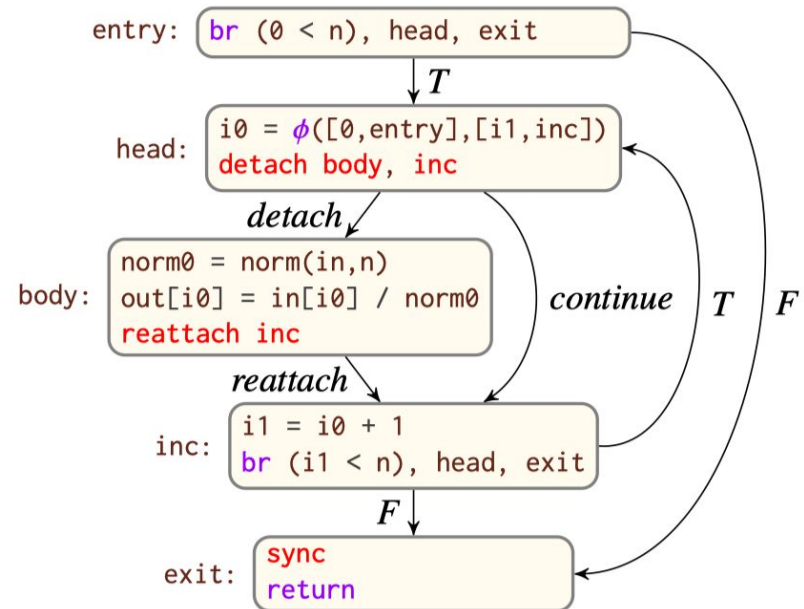 entry: br (0 < n), head, exit
T
head: i0 = ϕ([0,entry],[i1,inc])
detach body, inc
detach
continue
T
F
body: norm0 = norm(in,n)
out[i0] = in[i0] / norm0
reattach inc
reattach
inc: i1 = i0 + 1
br (i1 < n), head, exit
F
exit: sync
return